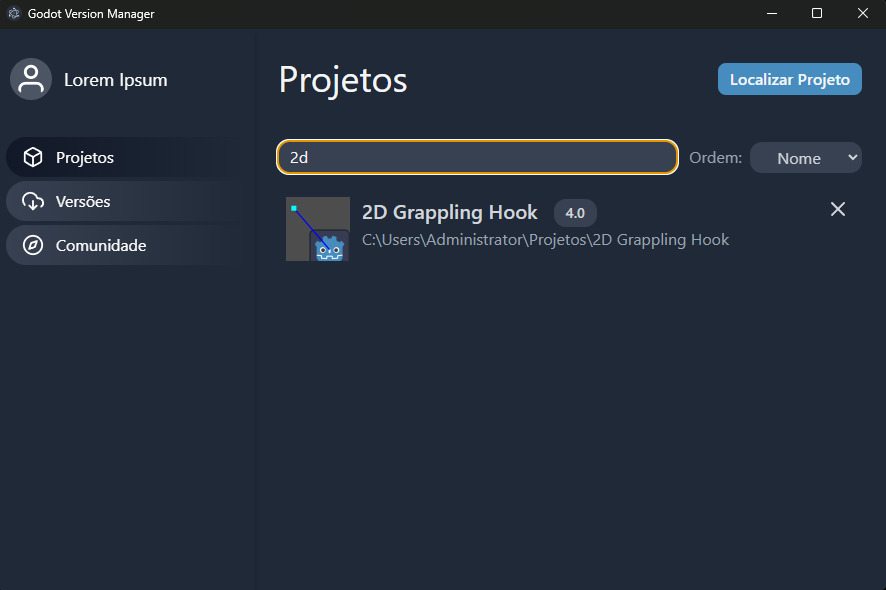 Godot Version Manager
Lorem Ipsum
Projetos
Versões
Comunidade
Projetos
Localizar Projeto
2d
Ordem:
Nome
2D Grappling Hook
4.0
C:\Users\Administrator\Projetos\2D Grappling Hook